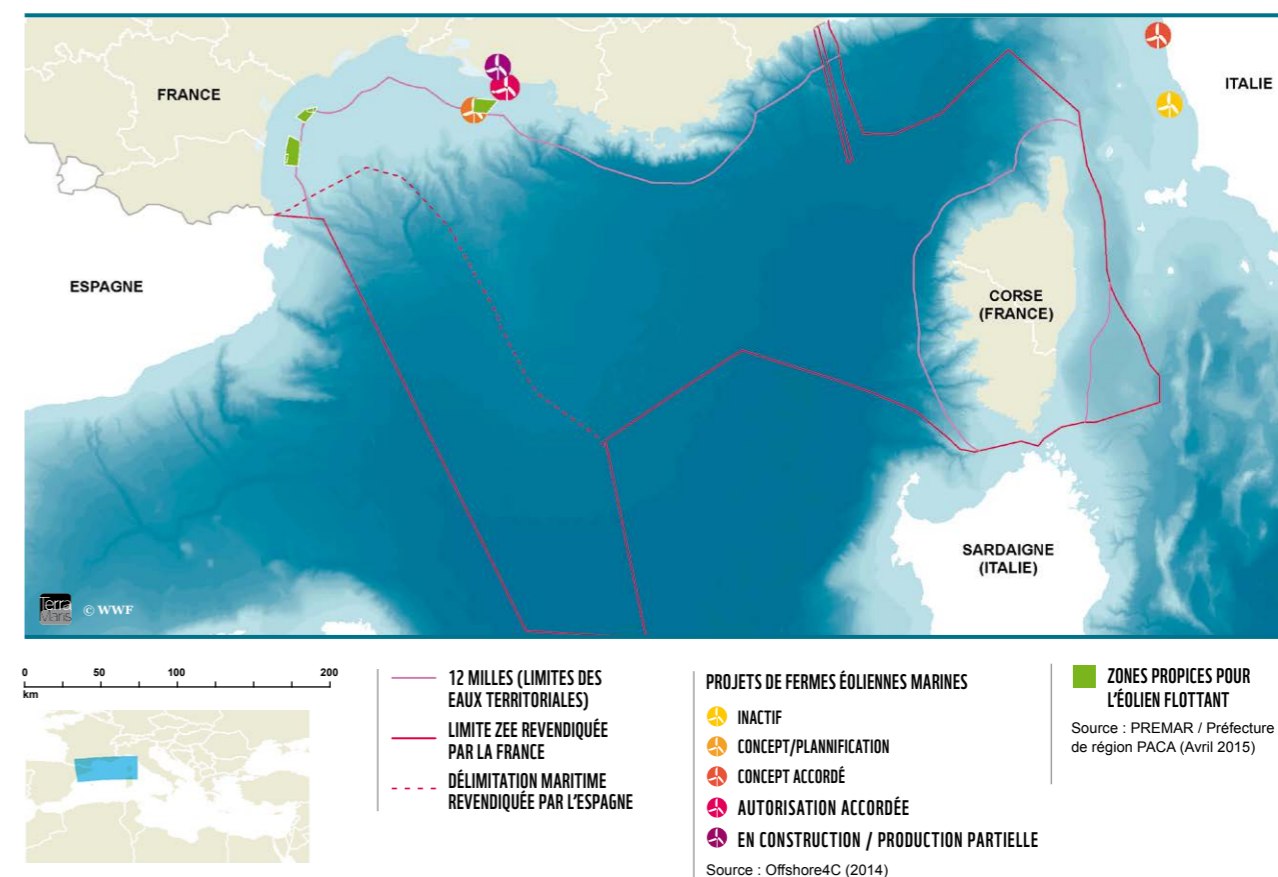 FRANCE
ITALIE
ESPAGNE
CORSE
(FRANCE)
SARDAIGNE
(ITALIE)
Terra
Maris
© WWF
0 50 100 200
km
12 MILLES (LIMITES DES
EAUX TERRITORIALES)
LIMITE ZEE REVENDIQUÉE
PAR LA FRANCE
DÉLIMITATION MARITIME
REVENDIQUÉE PAR L'ESPAGNE
PROJETS DE FERMES ÉOLIENNES MARINES
INACTIF
CONCEPT/PLANNIFICATION
CONCEPT ACCORDÉ
AUTORISATION ACCORDÉE
EN CONSTRUCTION / PRODUCTION PARTIELLE
Source : Offshore4C (2014)
ZONES PROPICES POUR
L'ÉOLIEN FLOTTANT
Source : PREMAR / Préfecture
de région PACA (Avril 2015)